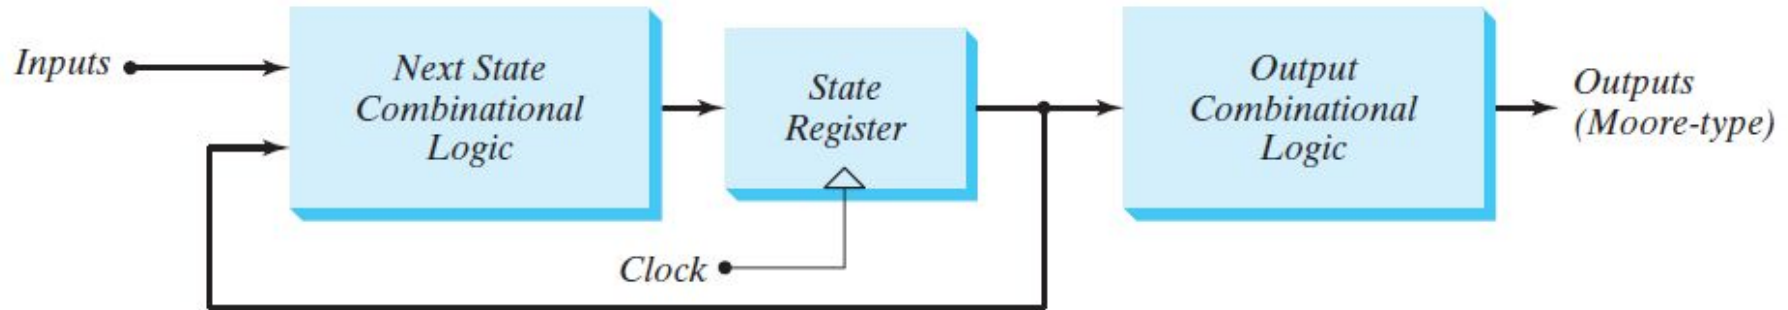 Inputs
Next State
Combinational
Logic
State
Register
Output
Combinational
Logic
Outputs
(Moore-type)
Clock